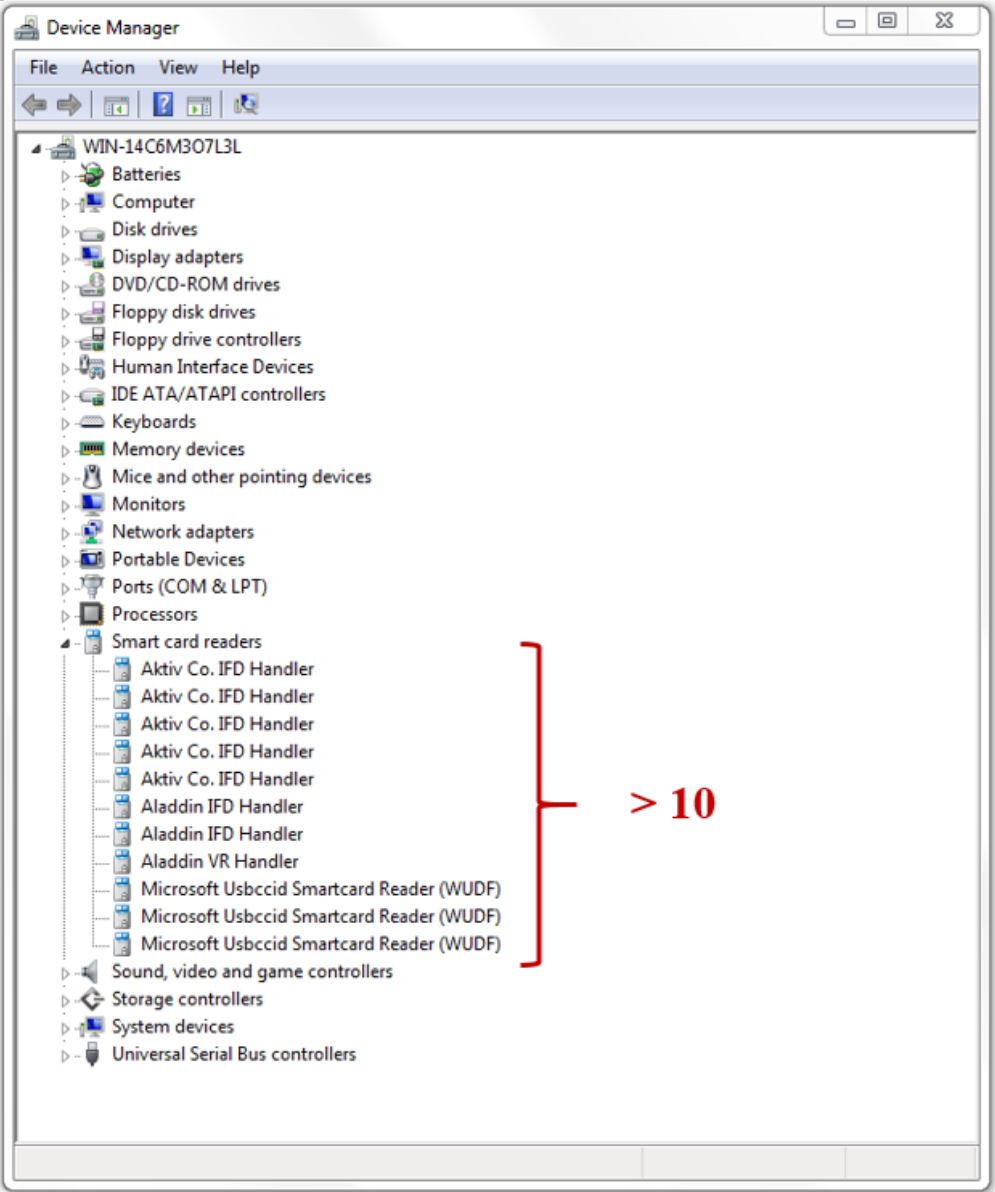 Device Manager
File Action View Help
WIN-14C6M3O7L3L
Batteries
Computer
Disk drives
Display adapters
DVD/CD-ROM drives
Floppy disk drives
Floppy drive controllers
Human Interface Devices
IDE ATA/ATAPI controllers
Keyboards
Memory devices
Mice and other pointing devices
Monitors
Network adapters
Portable Devices
Ports (COM & LPT)
Processors
Smart card readers
Aktiv Co. IFD Handler
Aktiv Co. IFD Handler
Aktiv Co. IFD Handler
Aktiv Co. IFD Handler
Aktiv Co. IFD Handler
Aladdin IFD Handler
Aladdin IFD Handler
Aladdin VR Handler
Microsoft Usbccid Smartcard Reader (WUDF)
Microsoft Usbccid Smartcard Reader (WUDF)
Microsoft Usbccid Smartcard Reader (WUDF)
> 10
Sound, video and game controllers
Storage controllers
System devices
Universal Serial Bus controllers